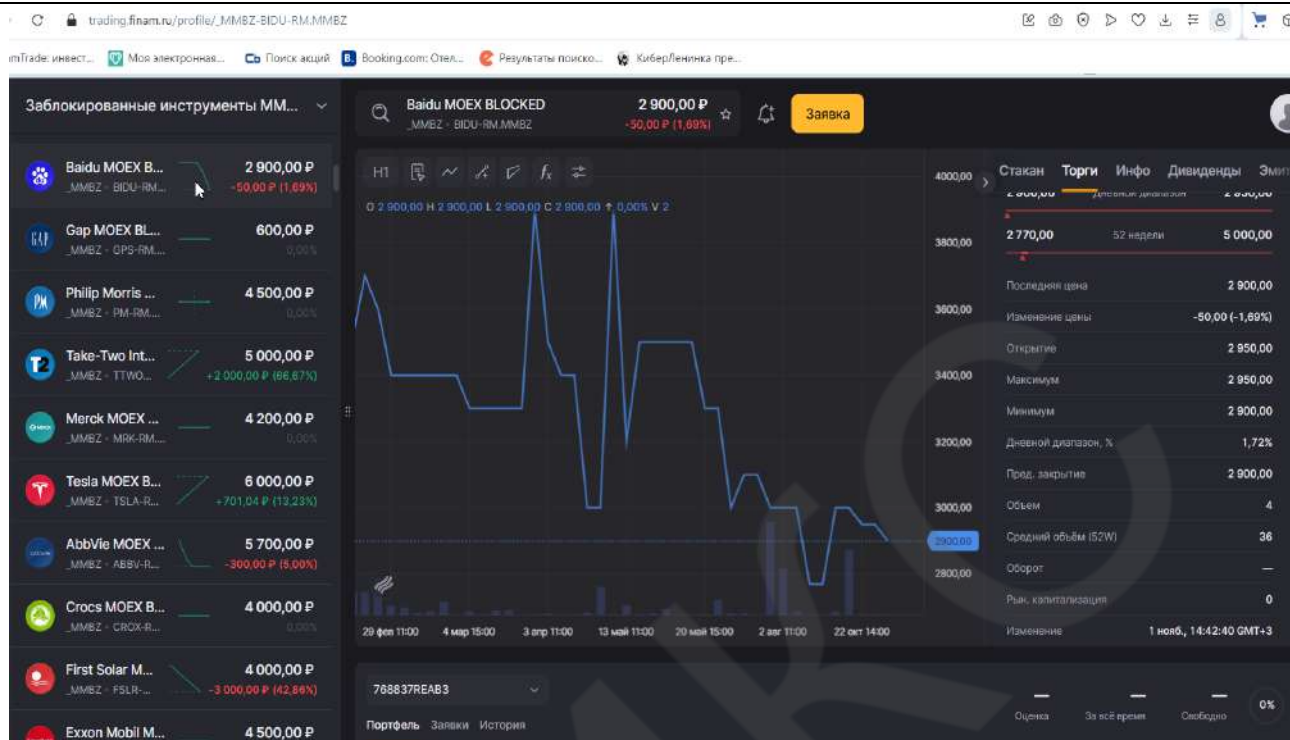 trading.finam.ru/profile/_MMBZ-BIDU-RM.MMBZ
mTrade: инвест... Моя электронная... Поиск акций Booking.com: Отел... Результаты поиско... КиберЛенинка пре...
Заблокированные инструменты ММ...
Baidu MOEX B... 2 900,00 ₽
_MMBZ - BIDU-RM... -50,00 ₽ (1,69%)
Gap MOEX BL... 600,00 ₽
_MMBZ - GPS-RM.... 0,00%
Philip Morris ... 4 500,00 ₽
_MMBZ - PM-RM.... 0,00%
Take-Two Int... 5 000,00 ₽
_MMBZ - TTWO... +2 000,00 ₽ (66,67%)
Merck MOEX ... 4 200,00 ₽
_MMBZ - MRK-RM.... 0,00%
Tesla MOEX B... 6 000,00 ₽
_MMBZ - TSLA-R... +701,04 ₽ (13,23%)
AbbVie MOEX ... 5 700,00 ₽
_MMBZ - ABBV-R... -300,00 ₽ (5,00%)
Crocs MOEX B... 4 000,00 ₽
_MMBZ - CROX-R... 0,00%
First Solar M... 4 000,00 ₽
_MMBZ - FSLR-... -3 000,00 ₽ (42,86%)
Exxon Mobil M... 4 500,00 ₽
Baidu MOEX BLOCKED 2 900,00 ₽
_MMBZ - BIDU-RM.MMBZ -50,00 ₽ (1,69%)
Заявка
H1
O 2 900,00 H 2 900,00 L 2 900,00 C 2 900,00 ↑ 0,00% V 2
4000,00
3800,00
3600,00
3400,00
3200,00
3000,00
2900,00
2800,00
29 фев 11:00 4 мар 15:00 3 апр 11:00 13 май 11:00 20 май 15:00 2 авг 11:00 22 окт 14:00
Стакан Торги Инфо Дивиденды Эми
2 900,00 Дневной диапазон 2 950,00
2 770,00 52 недели 5 000,00
Последняя цена 2 900,00
Изменение цены -50,00 (-1,69%)
Открытие 2 950,00
Максимум 2 950,00
Минимум 2 900,00
Дневной диапазон, % 1,72%
Пред. закрытие 2 900,00
Объем 4
Средний объём (52W) 36
Оборот —
Рын. капитализация 0
Изменение 1 нояб., 14:42:40 GMT+3
768837REAB3
Портфель Заявки История
— — —
Оценка За всё время Свободно 0%